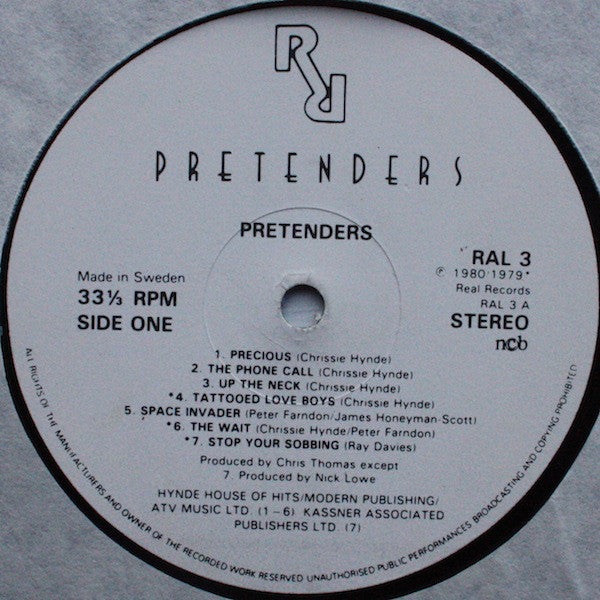 RR
PRETENDERS
PRETENDERS
Made in Sweden
33⅓ RPM
SIDE ONE
RAL 3
℗ 1980/1979*
Real Records
RAL 3 A
STEREO
ncb
1. PRECIOUS (Chrissie Hynde)
2. THE PHONE CALL (Chrissie Hynde)
3. UP THE NECK (Chrissie Hynde)
*4. TATTOOED LOVE BOYS (Chrissie Hynde)
5. SPACE INVADER (Peter Farndon/James Honeyman-Scott)
*6. THE WAIT (Chrissie Hynde/Peter Farndon)
*7. STOP YOUR SOBBING (Ray Davies)
Produced by Chris Thomas except
7. Produced by Nick Lowe
HYNDE HOUSE OF HITS/MODERN PUBLISHING/
ATV MUSIC LTD. (1-6) KASSNER ASSOCIATED
PUBLISHERS LTD. (7)
ALL RIGHTS OF THE MANUFACTURERS AND OWNER OF THE RECORDED WORK RESERVED UNAUTHORISED PUBLIC PERFORMANCES, BROADCASTING AND COPYING PROHIBITED